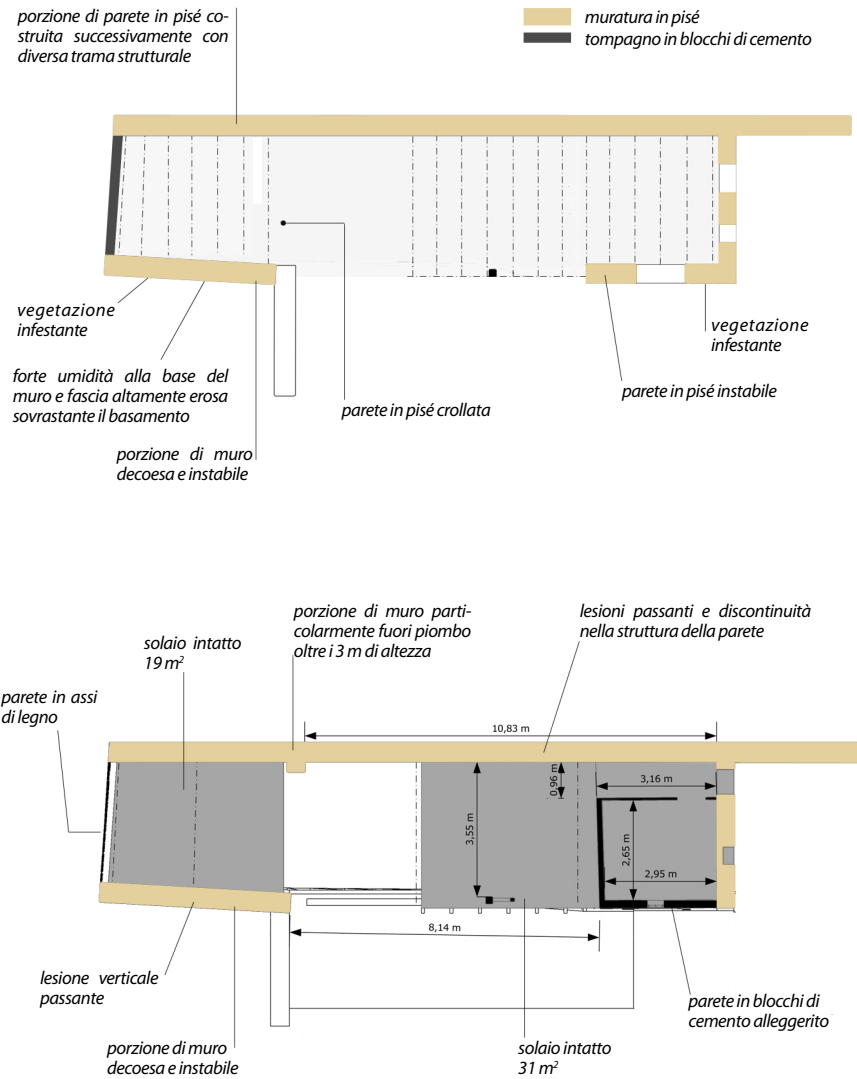 porzione di parete in pisé co-
struita successivamente con
diversa trama strutturale
muratura in pisé
tompagno in blocchi di cemento
vegetazione
infestante
forte umidità alla base del
muro e fascia altamente erosa
sovrastante il basamento
porzione di muro
decoesa e instabile
parete in pisé crollata
parete in pisé instabile
vegetazione
infestante
parete in assi
di legno
solaio intatto
19 m²
porzione di muro parti-
colarmente fuori piombo
oltre i 3 m di altezza
lesioni passanti e discontinuità
nella struttura della parete
10,83 m
0,96 m
3,16 m
3,55 m
2,65 m
2,95 m
8,14 m
lesione verticale
passante
porzione di muro
decoesa e instabile
solaio intatto
31 m²
parete in blocchi di
cemento alleggerito